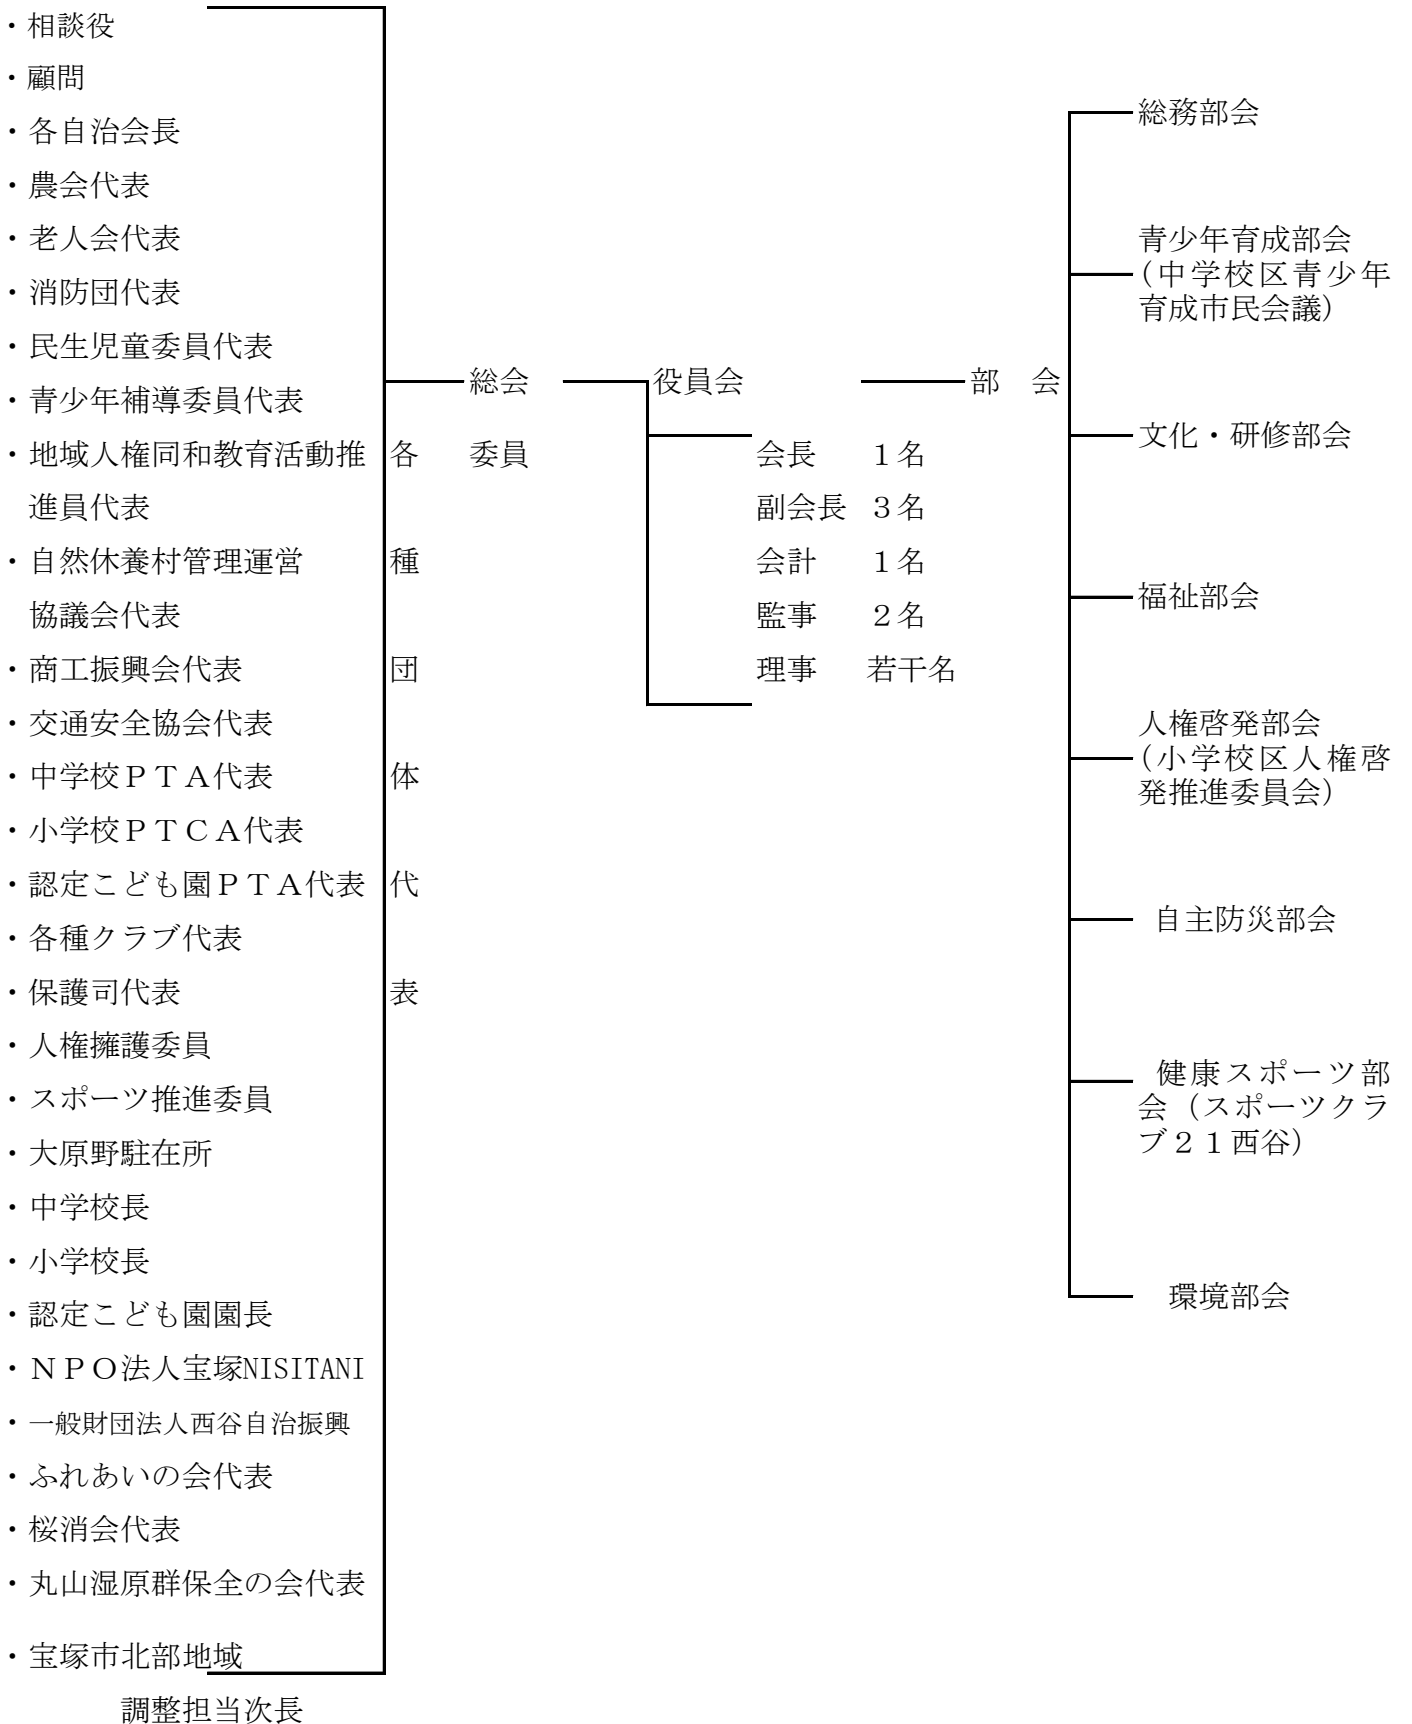 ・相談役
・顧問
・各自治会長
・農会代表
・老人会代表
・消防団代表
・民生児童委員代表
・青少年補導委員代表
・地域人権同和教育活動推
進員代表
・自然休養村管理運営
協議会代表
・商工振興会代表
・交通安全協会代表
・中学校ＰＴＡ代表
・小学校ＰＴＣＡ代表
・認定こども園ＰＴＡ代表
・各種クラブ代表
・保護司代表
・人権擁護委員
・スポーツ推進委員
・大原野駐在所
・中学校長
・小学校長
・認定こども園園長
・ＮＰＯ法人宝塚NISITANI
・一般財団法人西谷自治振興
・ふれあいの会代表
・桜消会代表
・丸山湿原群保全の会代表
・宝塚市北部地域
調整担当次長
各
種
団
体
代
表
総会
委員
役員会
会長　１名
副会長　３名
会計　１名
監事　２名
理事　若干名
部　会
総務部会
青少年育成部会
（中学校区青少年
育成市民会議）
文化・研修部会
福祉部会
人権啓発部会
（小学校区人権啓
発推進委員会）
自主防災部会
健康スポーツ部
会（スポーツクラ
ブ２１西谷）
環境部会